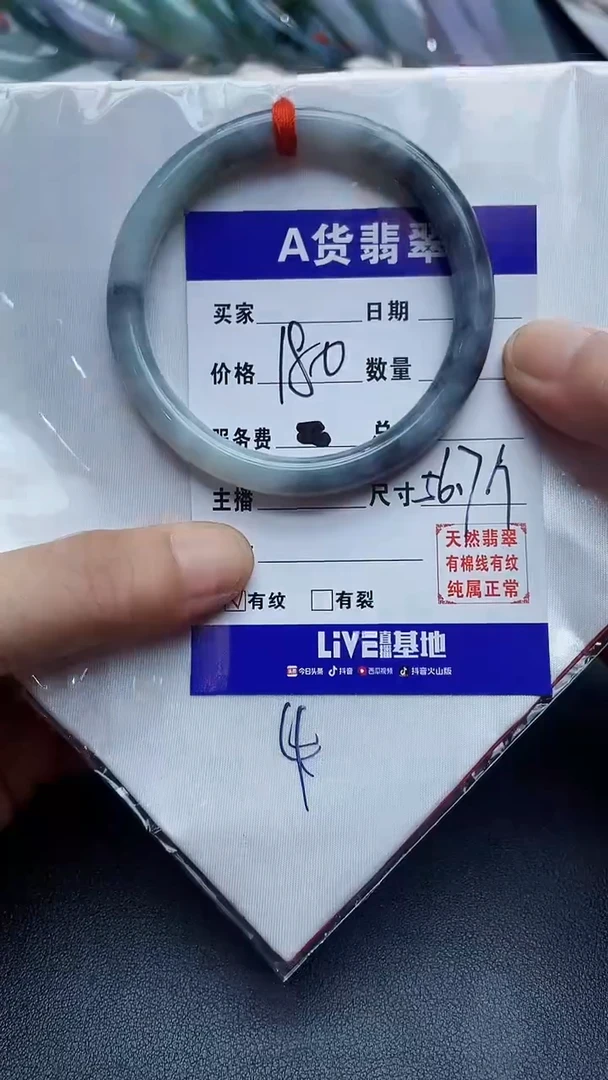 A货翡翠
买家 日期
价格 180 数量
服务费 总
主播 尺寸 56.7
天然翡翠
有棉线有纹
纯属正常
有纹 有裂
LiVE直播基地
今日头条 抖音 西瓜视频 抖音火山版